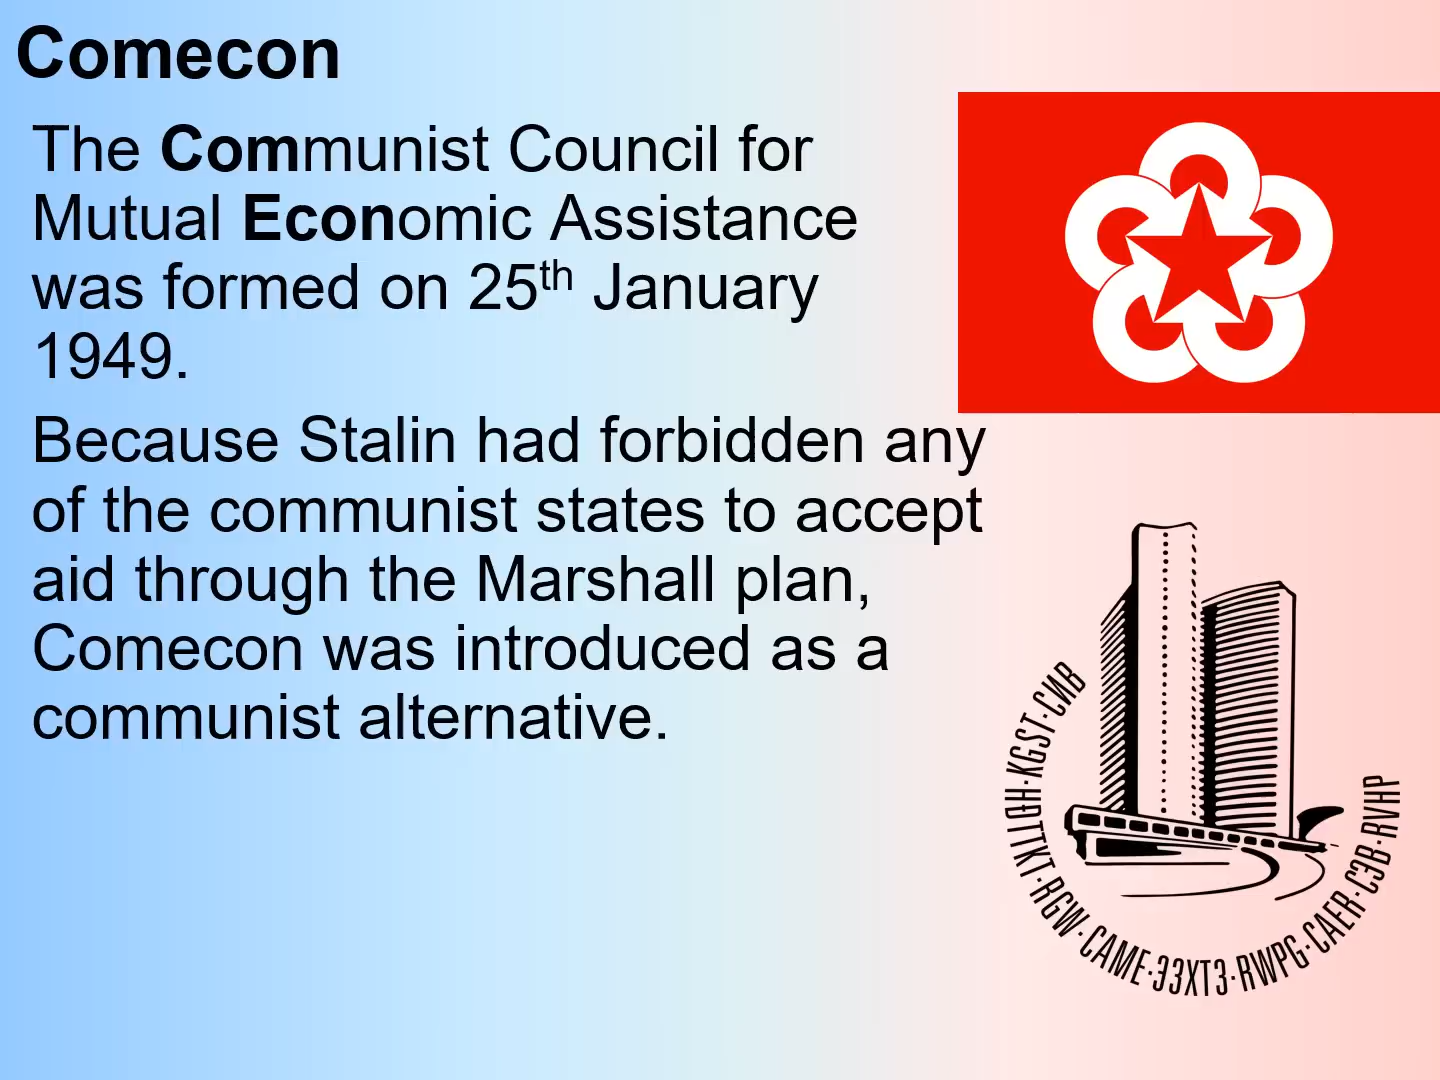 Comecon
The Communist Council for
Mutual Economic Assistance
was formed on 25th January
1949.
Because Stalin had forbidden any
of the communist states to accept
aid through the Marshall plan,
Comecon was introduced as a
communist alternative.
KGST·СИВ
RGW·CAME·ЭЗХТЗ·RWPG·CAER·СЭВ·RVHP